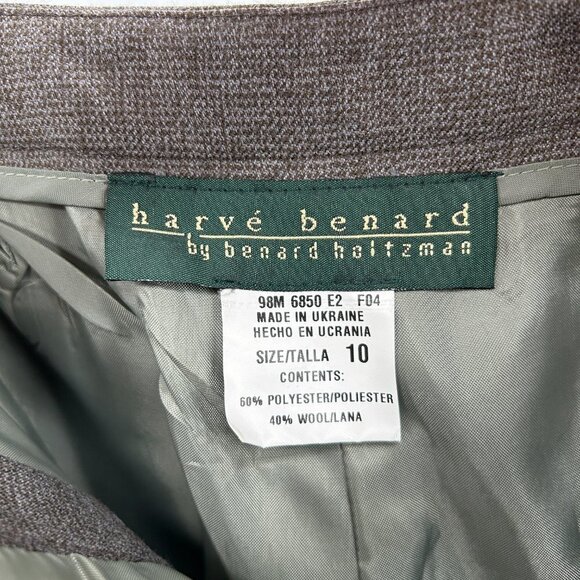 harvé benard
by benard holtzman
98M 6850 E2 F04
MADE IN UKRAINE
HECHO EN UCRANIA
SIZE/TALLA 10
CONTENTS:
60% POLYESTER/POLIESTER
40% WOOL/LANA